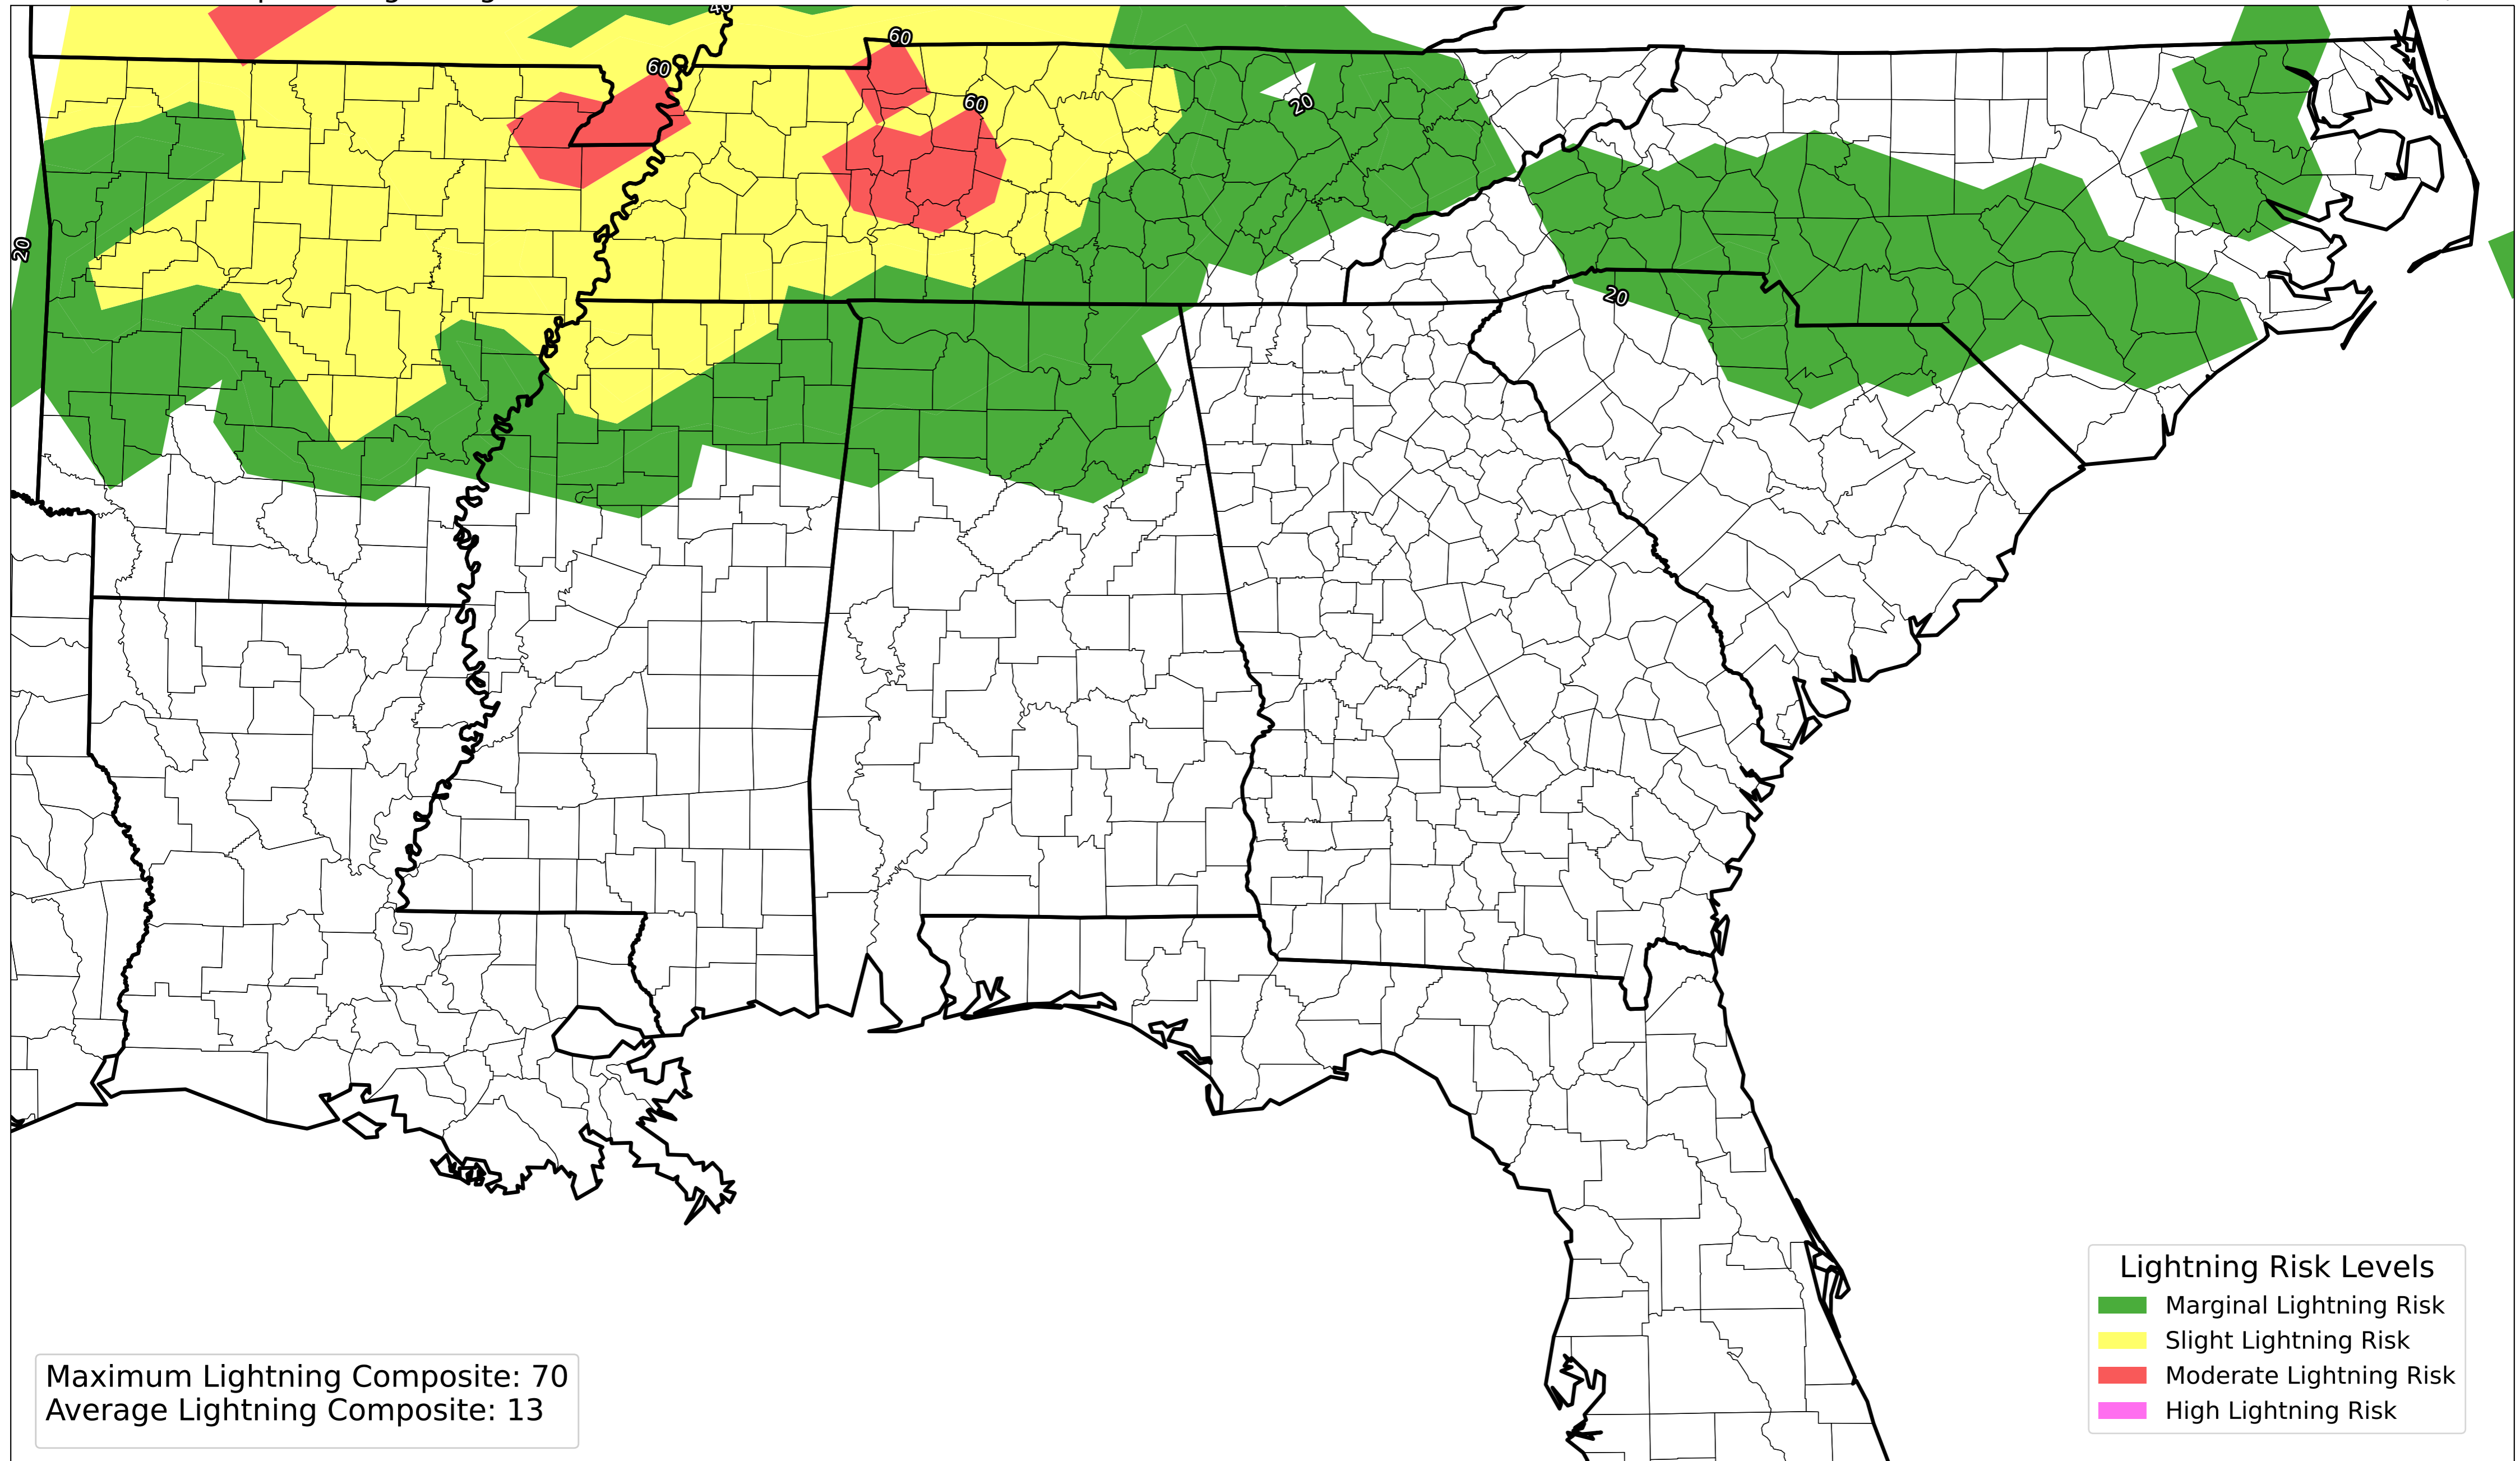 40
60
60
60
20
20
20
Lightning Risk Levels
Marginal Lightning Risk
Slight Lightning Risk
Moderate Lightning Risk
High Lightning Risk
Maximum Lightning Composite: 70
Average Lightning Composite: 13